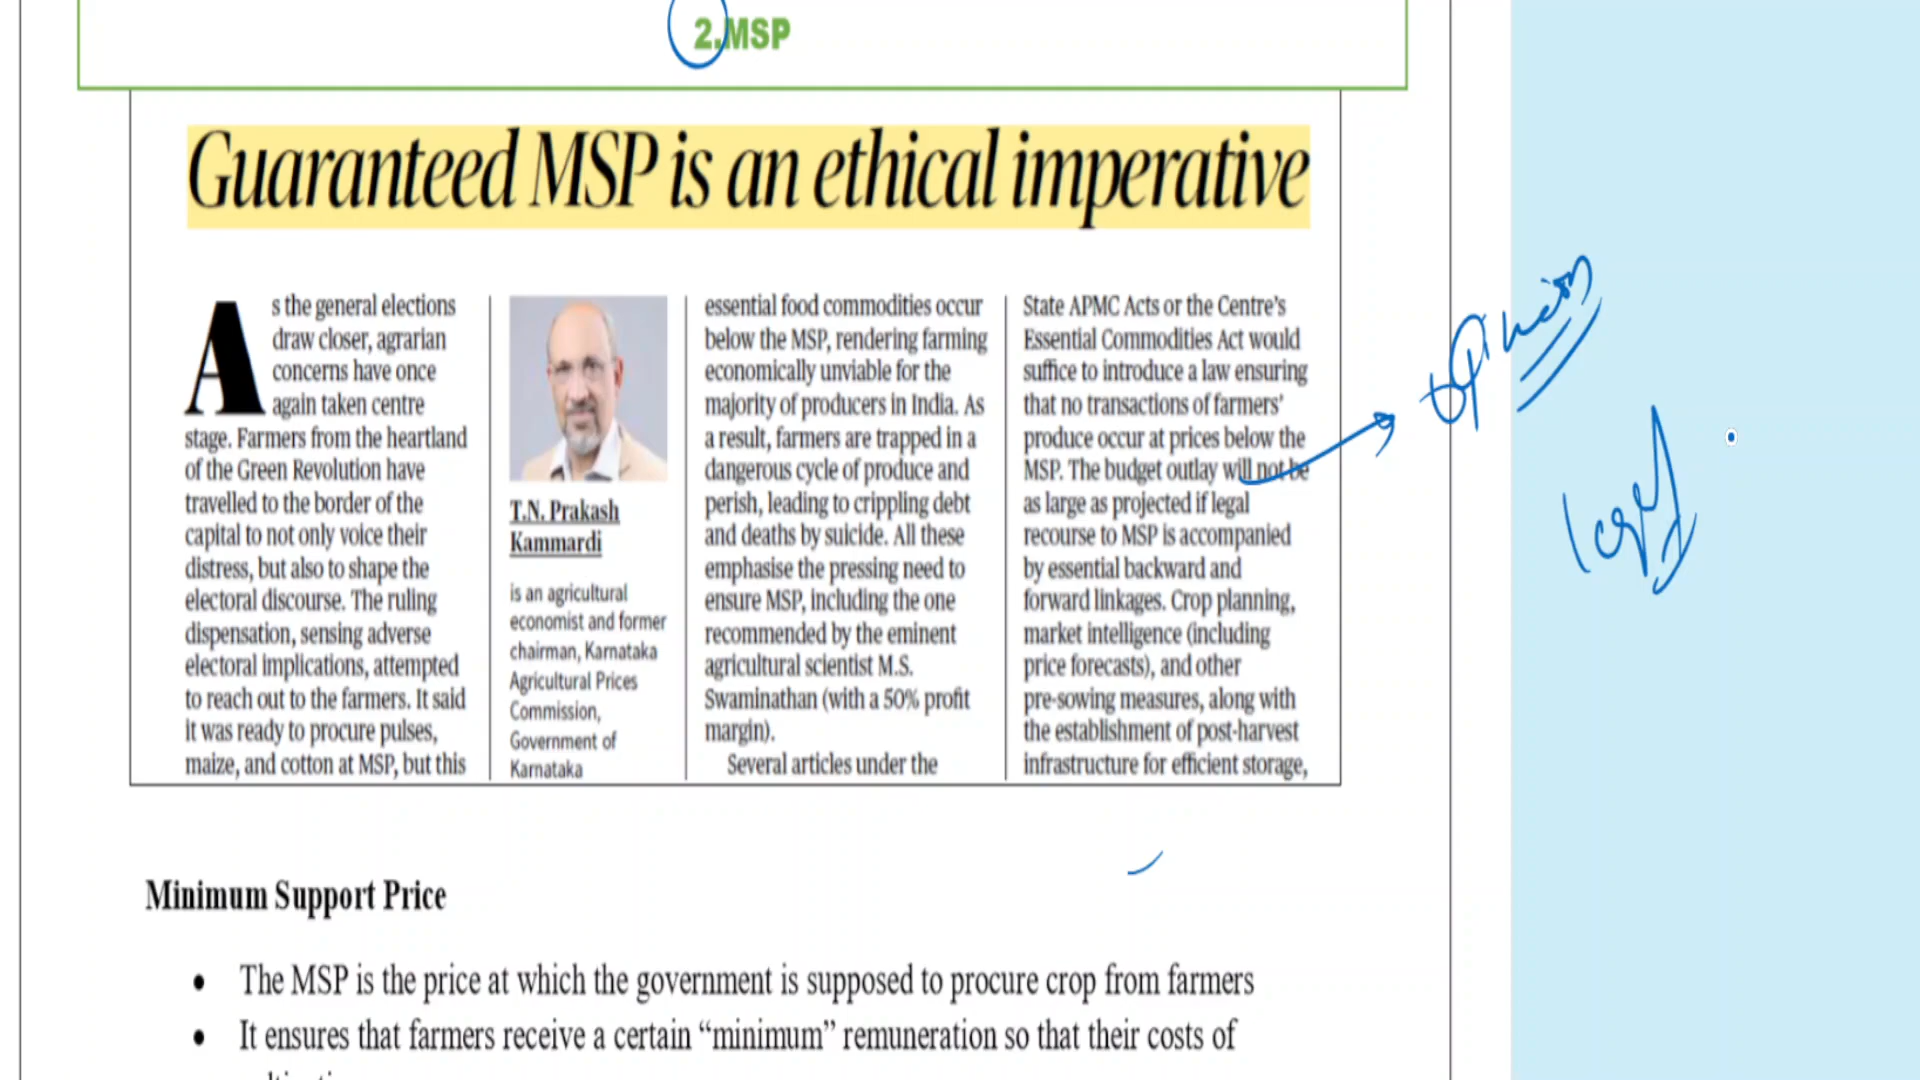 2.MSP
Guaranteed MSP is an ethical imperative
As the general elections
draw closer, agrarian
concerns have once
again taken centre
stage. Farmers from the heartland
of the Green Revolution have
travelled to the border of the
capital to not only voice their
distress, but also to shape the
electoral discourse. The ruling
dispensation, sensing adverse
electoral implications, attempted
to reach out to the farmers. It said
it was ready to procure pulses,
maize, and cotton at MSP, but this
T.N. Prakash
Kammardi
is an agricultural
economist and former
chairman, Karnataka
Agricultural Prices
Commission,
Government of
Karnataka
essential food commodities occur
below the MSP, rendering farming
economically unviable for the
majority of producers in India. As
a result, farmers are trapped in a
dangerous cycle of produce and
perish, leading to crippling debt
and deaths by suicide. All these
emphasise the pressing need to
ensure MSP, including the one
recommended by the eminent
agricultural scientist M.S.
Swaminathan (with a 50% profit
margin).
Several articles under the
State APMC Acts or the Centre's
Essential Commodities Act would
suffice to introduce a law ensuring
that no transactions of farmers'
produce occur at prices below the
MSP. The budget outlay will not be
as large as projected if legal
recourse to MSP is accompanied
by essential backward and
forward linkages. Crop planning,
market intelligence (including
price forecasts), and other
pre-sowing measures, along with
the establishment of post-harvest
infrastructure for efficient storage,
Minimum Support Price
• The MSP is the price at which the government is supposed to procure crop from farmers
• It ensures that farmers receive a certain “minimum” remuneration so that their costs of